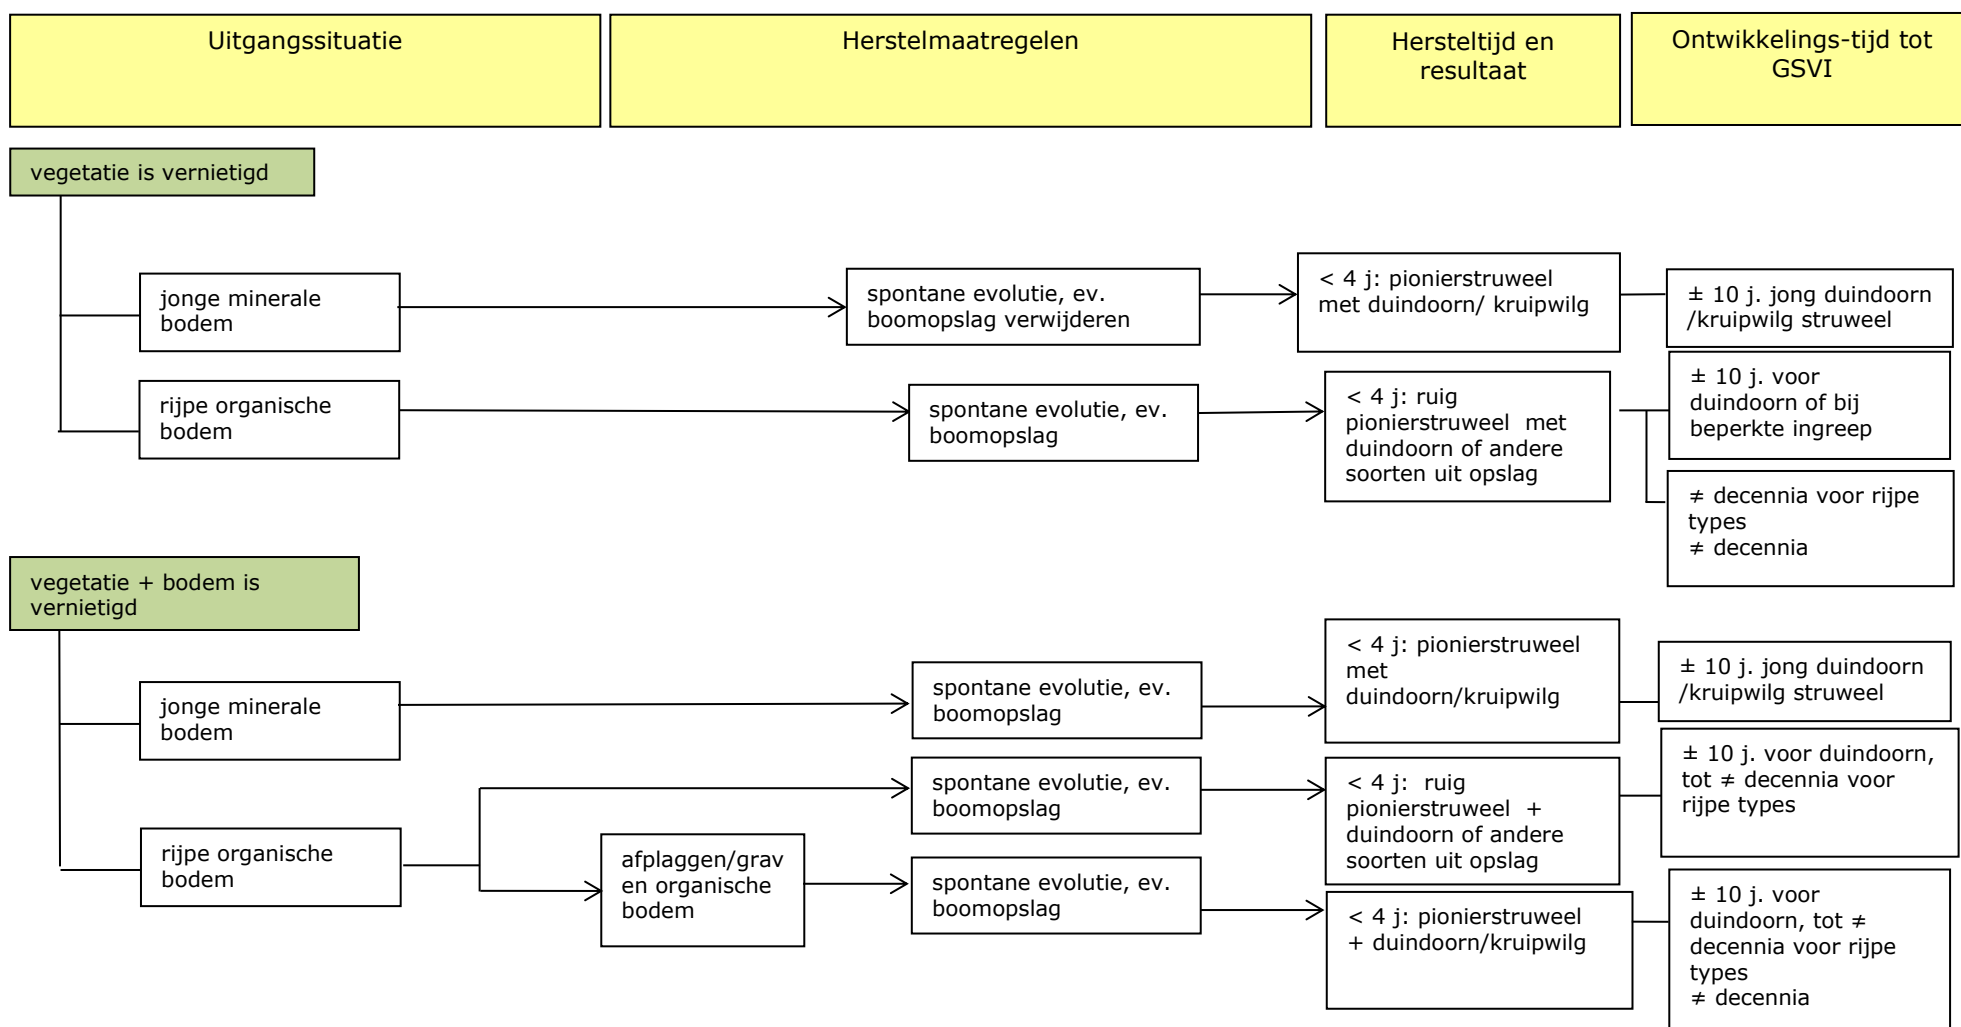 Uitgangssituatie
Herstelmaatregelen
Hersteltijd en
resultaat
Ontwikkelings-tijd tot
GSVI
vegetatie is vernietigd
jonge minerale
bodem
spontane evolutie, ev.
boomopslag verwijderen
< 4 j: pionierstruweel
met duindoorn/ kruipwilg
± 10 j. jong duindoorn
/kruipwilg struweel
rijpe organische
bodem
spontane evolutie, ev.
boomopslag
< 4 j: ruig
pionierstruweel  met
duindoorn of andere
soorten uit opslag
± 10 j. voor
duindoorn of bij
beperkte ingreep
≠ decennia voor rijpe
types
≠ decennia
vegetatie + bodem is
vernietigd
jonge minerale
bodem
spontane evolutie, ev.
boomopslag
< 4 j: pionierstruweel
met
duindoorn/kruipwilg
± 10 j. jong duindoorn
/kruipwilg struweel
rijpe organische
bodem
spontane evolutie, ev.
boomopslag
< 4 j:  ruig
pionierstruweel  +
duindoorn of andere
soorten uit opslag
± 10 j. voor duindoorn,
tot ≠ decennia voor
rijpe types
afplaggen/grav
en organische
bodem
spontane evolutie, ev.
boomopslag
< 4 j: pionierstruweel
+ duindoorn/kruipwilg
± 10 j. voor
duindoorn, tot ≠
decennia voor rijpe
types
≠ decennia